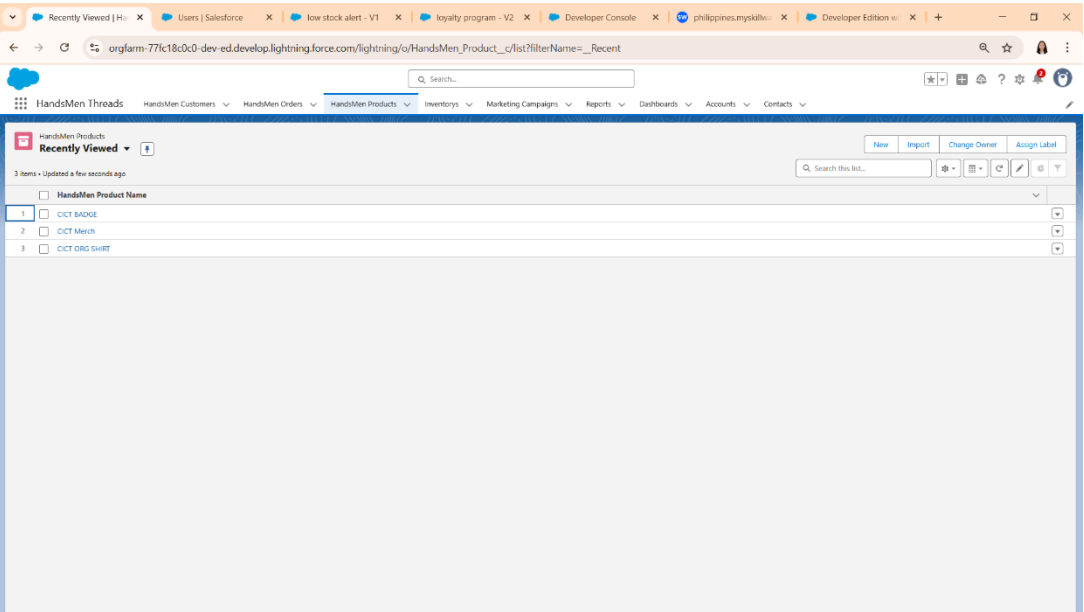 Recently Viewed | Ha
Users | Salesforce
low stock alert - V1
loyalty program - V2
Developer Console
SW philippines.myskillwa
Developer Edition wi
orgfarm-77fc18c0c0-dev-ed.develop.lightning.force.com/lightning/o/HandsMen_Product__c/list?filterName=__Recent
Search...
HandsMen Threads HandsMen Customers HandsMen Orders HandsMen Products Inventorys Marketing Campaigns Reports Dashboards Accounts Contacts
HandsMen Products
Recently Viewed
New Import Change Owner Assign Label
3 items • Updated a few seconds ago
Search this list...
HandsMen Product Name
1 CICT BADGE
2 CICT Merch
3 CICT ORG SHIRT